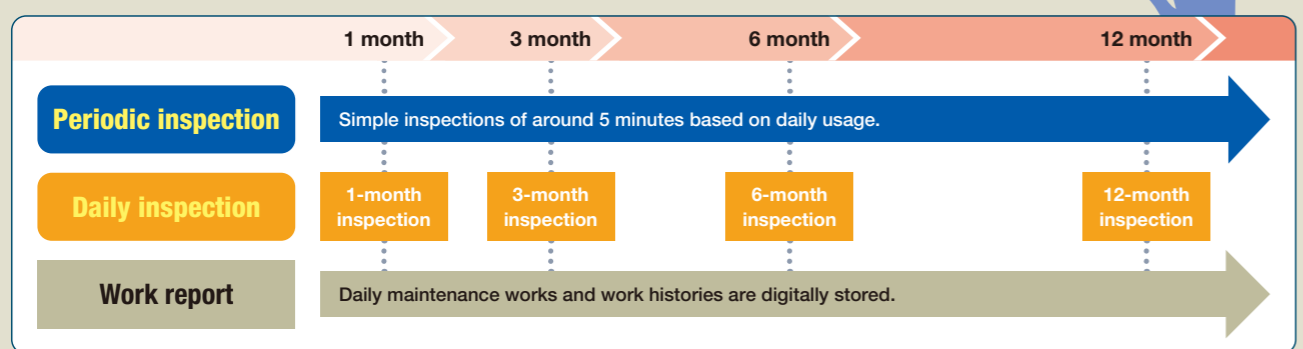 1 month 3 month 6 month 12 month
Periodic inspection
Simple inspections of around 5 minutes based on daily usage.
Daily inspection
1-month
inspection
3-month
inspection
6-month
inspection
12-month
inspection
Work report
Daily maintenance works and work histories are digitally stored.